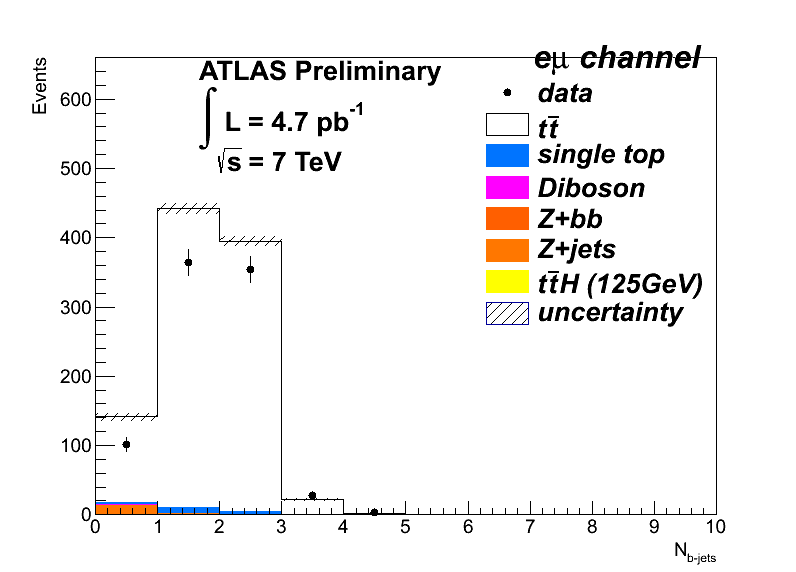 Events
ATLAS Preliminary
∫ L = 4.7 pb⁻¹
√s = 7 TeV
eμ channel
data
tt̅
single top
Diboson
Z+bb
Z+jets
tt̅H (125GeV)
uncertainty
600
500
400
300
200
100
0
0 1 2 3 4 5 6 7 8 9 10
N_b-jets